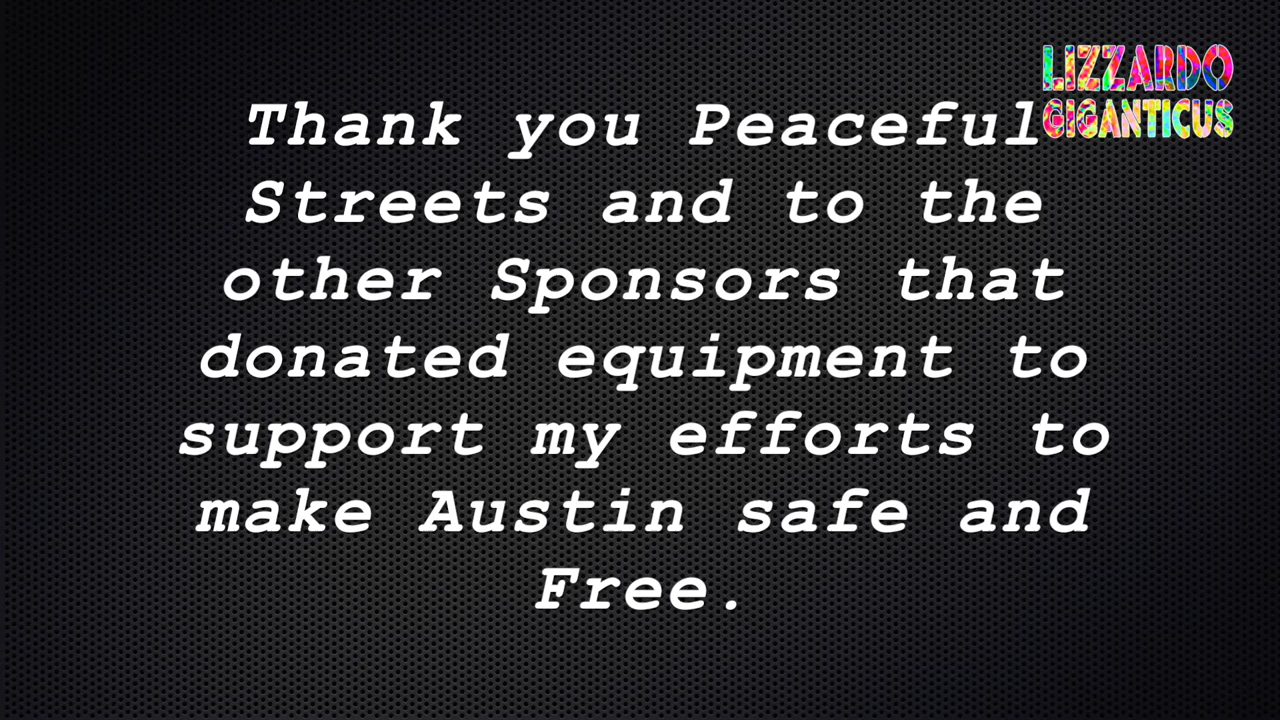 LIZZARDO
GIGANTICUS
Thank you Peaceful
Streets and to the
other Sponsors that
donated equipment to
support my efforts to
make Austin safe and
Free.